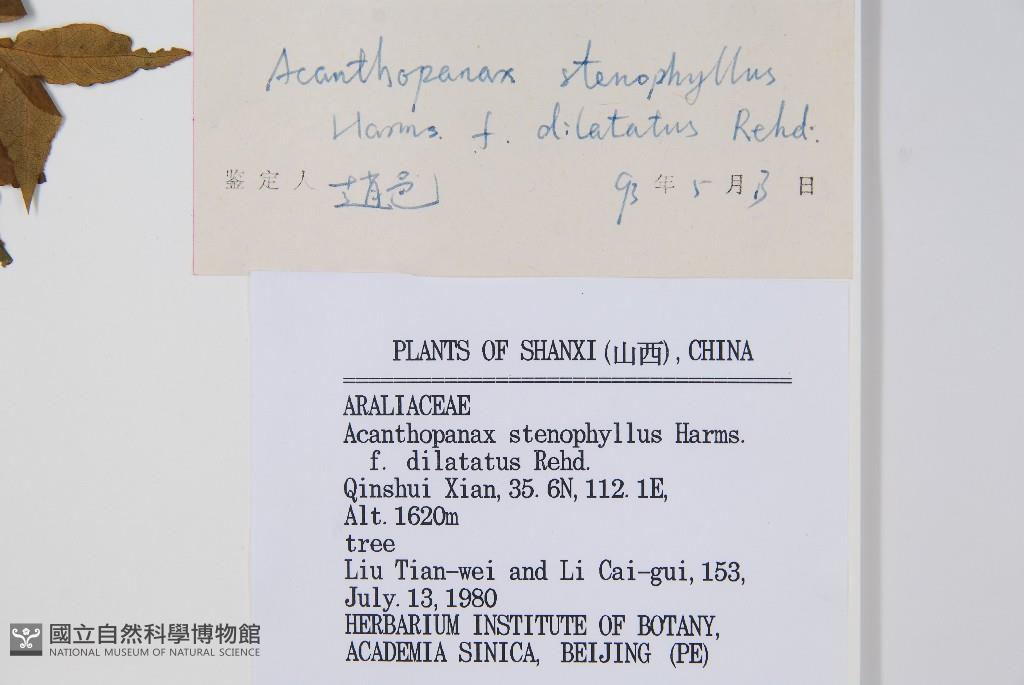 Acanthopanax stenophyllus
Harms. f. dilatatus Rehd.
鉴定人 93年5月 日
PLANTS OF SHANXI (山西), CHINA
ARALIACEAE
Acanthopanax stenophyllus Harms.
f. dilatatus Rehd.
Qinshui Xian, 35.6N, 112.1E,
Alt. 1620m
tree
Liu Tian-wei and Li Cai-gui, 153,
July. 13, 1980
HERBARIUM INSTITUTE OF BOTANY,
ACADEMIA SINICA, BEIJING (PE)
國立自然科學博物館
NATIONAL MUSEUM OF NATURAL SCIENCE